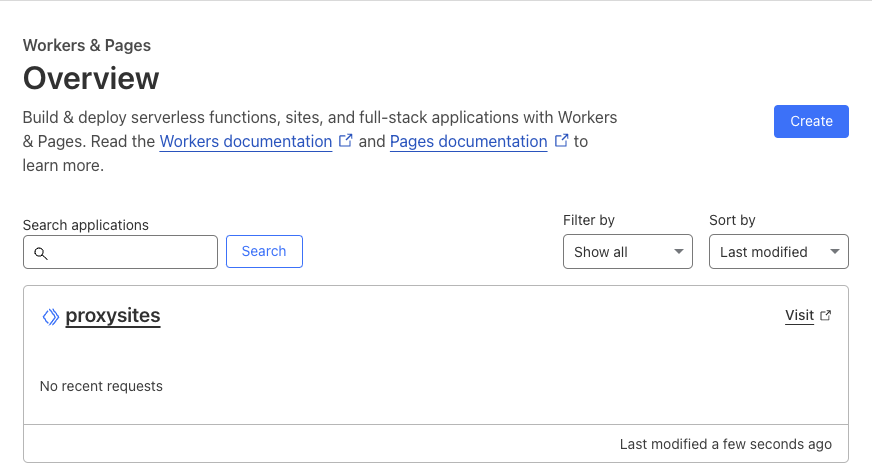 Workers & Pages
Overview
Build & deploy serverless functions, sites, and full-stack applications with Workers
& Pages. Read the Workers documentation and Pages documentation to
learn more.
Create
Search applications
Search
Filter by
Show all
Sort by
Last modified
proxysites
Visit
No recent requests
Last modified a few seconds ago